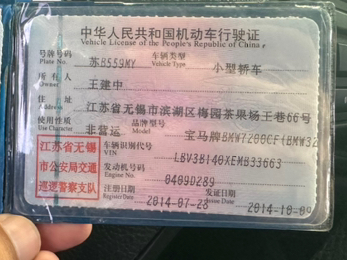 中华人民共和国机动车行驶证
Vehicle License of the People's Republic of China
号牌号码 苏B559MY 车辆类型 小型轿车
Plate No. Vehicle Type
所有人 王建中
Owner
住址 江苏省无锡市滨湖区梅园茶果场王巷66号
Address
使用性质 非营运 品牌型号 宝马牌BMW7200CF(BMW32
Use Character Model
江苏省无锡
市公安局交通
巡逻警察支队
车辆识别代号 LBV3B140XEMB33663
VIN
发动机号码 0409D289
Engine No.
注册日期 2014-07-28 发证日期 2014-10-09
Register Date Issue Date